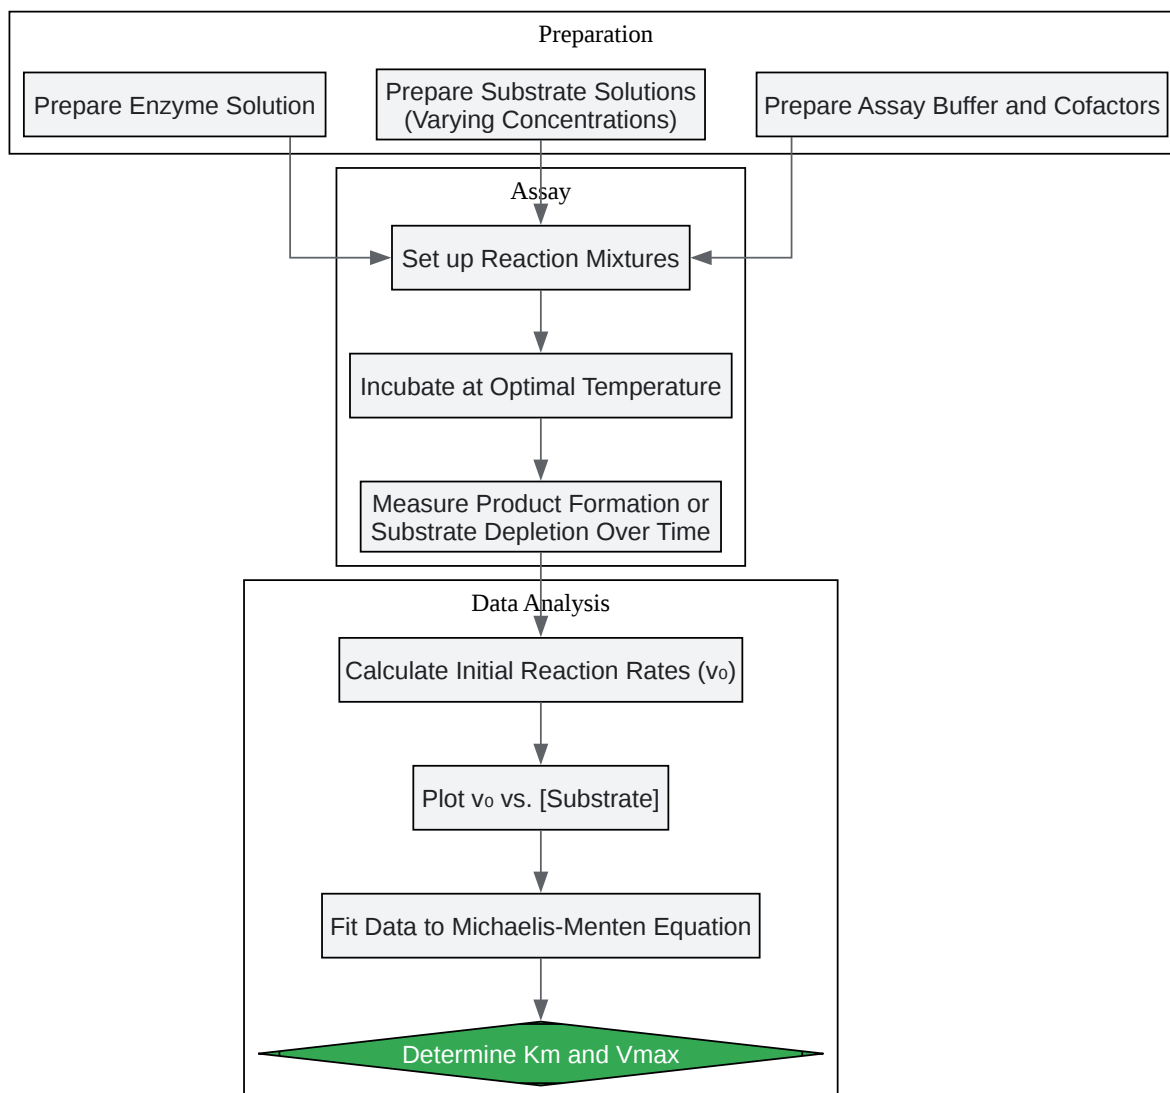 Preparation
Prepare Enzyme Solution
Prepare Substrate Solutions
(Varying Concentrations)
Prepare Assay Buffer and Cofactors
Assay
Set up Reaction Mixtures
Incubate at Optimal Temperature
Measure Product Formation or
Substrate Depletion Over Time
Data Analysis
Calculate Initial Reaction Rates (v₀)
Plot v₀ vs. [Substrate]
Fit Data to Michaelis-Menten Equation
Determine Km and Vmax